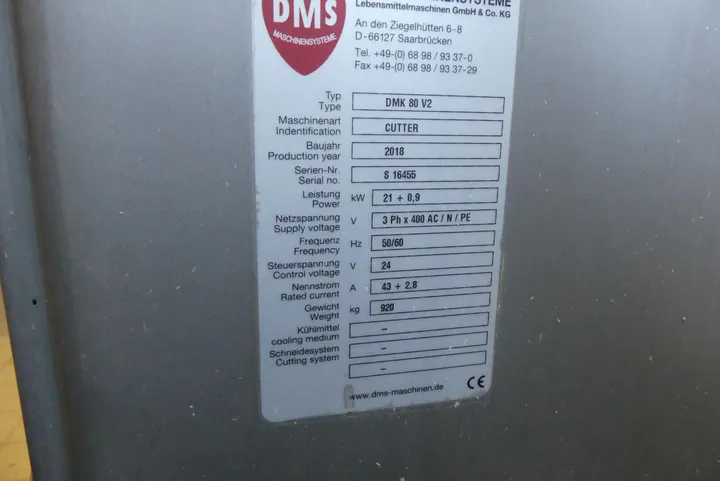 DMS
MASCHINENSYSTEME
Lebensmittelmaschinen GmbH & Co. KG
An den Ziegelhütten 6-8
D-66127 Saarbrücken
Tel. +49-(0) 68 98 / 93 37-0
Fax +49-(0) 68 98 / 93 37-29
Typ
Type DMK 80 V2
Maschinenart
Indentification CUTTER
Baujahr
Production year 2018
Serien-Nr.
Serial no. S 16455
Leistung
Power kW 21 + 0,9
Netzspannung
Supply voltage V 3 Ph x 400 AC / N / PE
Frequenz
Frequency Hz 50/60
Steuerspannung
Control voltage V 24
Nennstrom
Rated current A 43 + 2,8
Gewicht
Weight kg 920
Kühlmittel
cooling medium –
Schneidesystem
Cutting system –
–
www.dms-maschinen.de CE